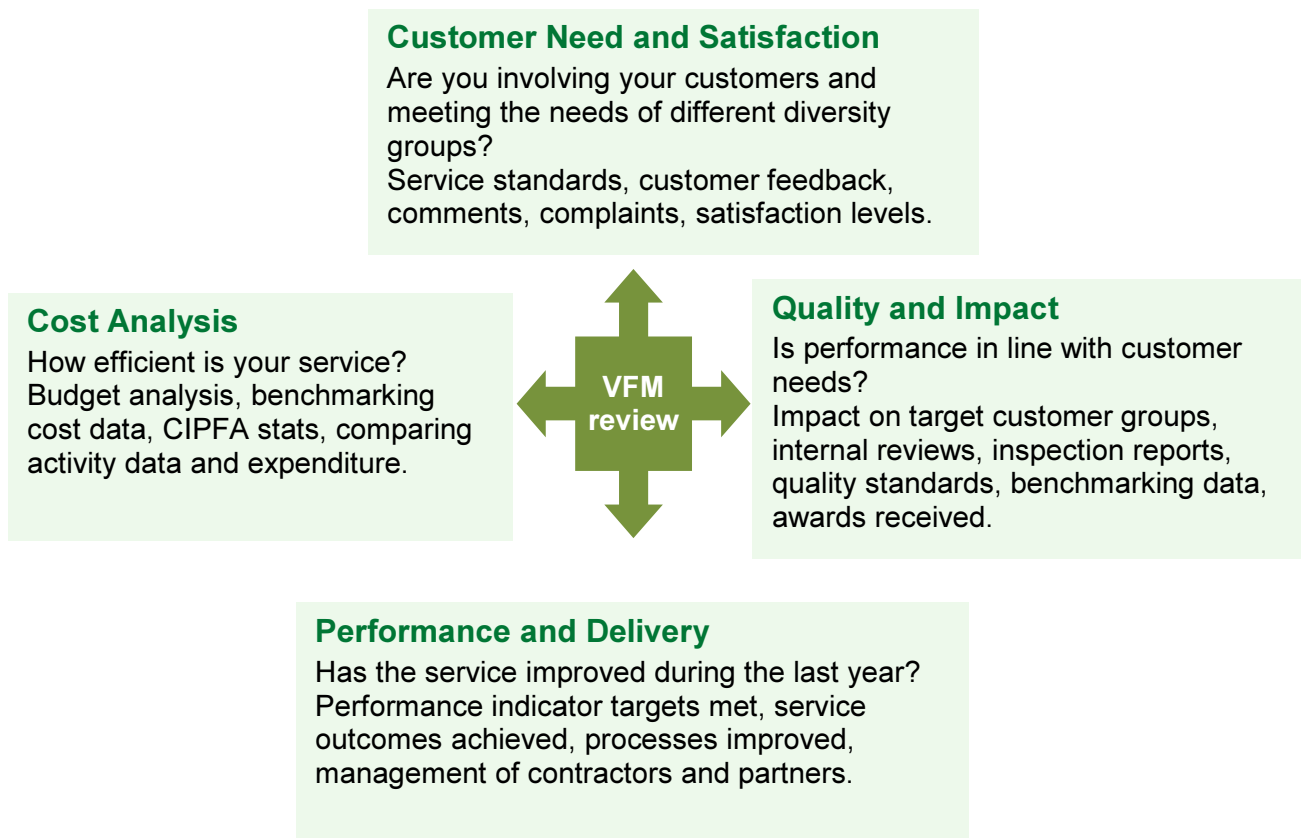 Customer Need and Satisfaction
Are you involving your customers and
meeting the needs of different diversity
groups?
Service standards, customer feedback,
comments, complaints, satisfaction levels.
Cost Analysis
How efficient is your service?
Budget analysis, benchmarking
cost data, CIPFA stats, comparing
activity data and expenditure.
VFM
review
Quality and Impact
Is performance in line with customer
needs?
Impact on target customer groups,
internal reviews, inspection reports,
quality standards, benchmarking data,
awards received.
Performance and Delivery
Has the service improved during the last year?
Performance indicator targets met, service
outcomes achieved, processes improved,
management of contractors and partners.